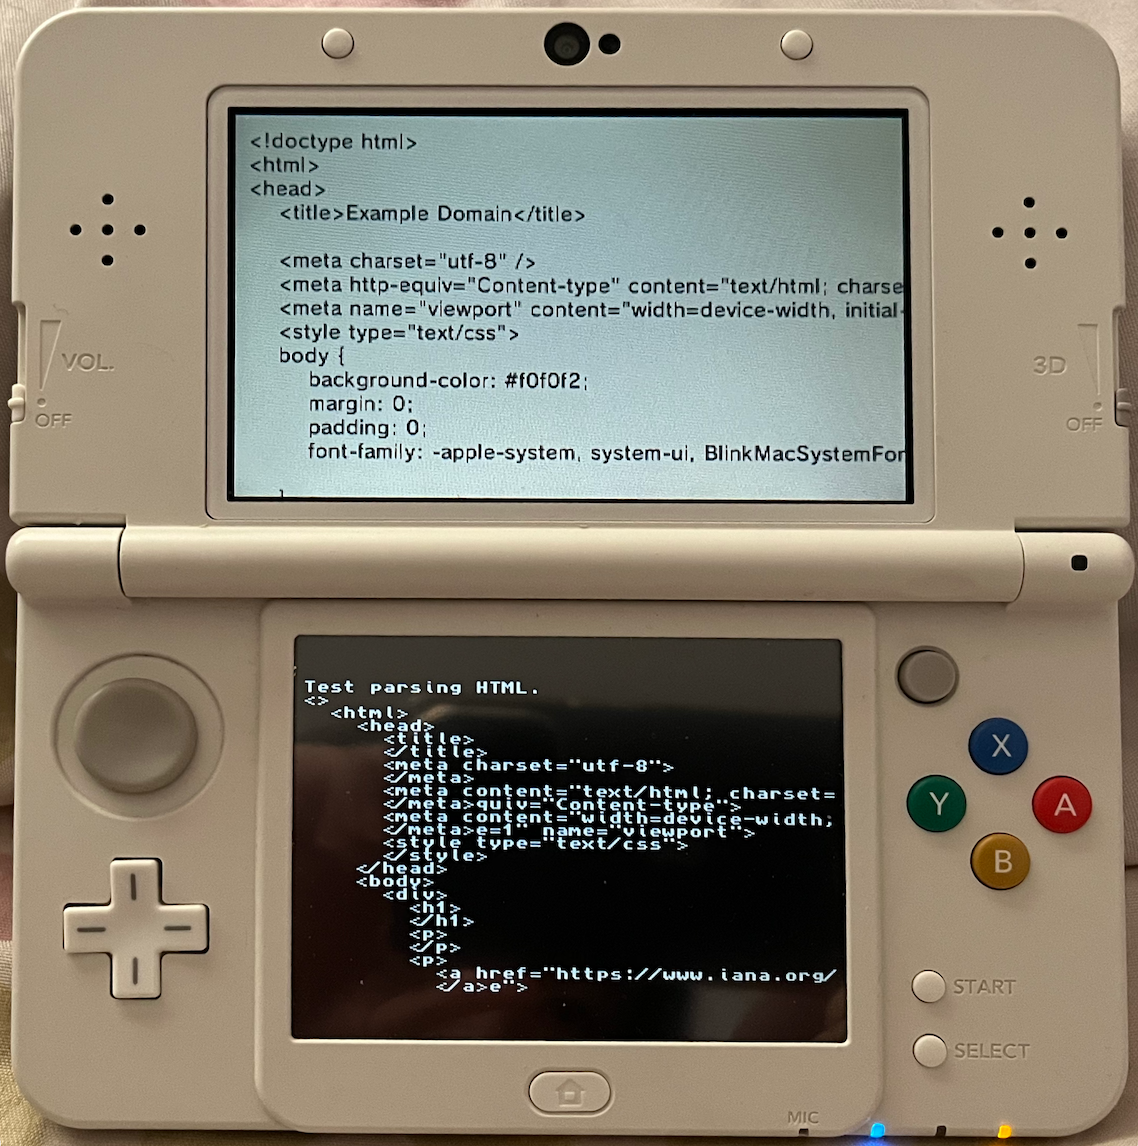 <!doctype html>
<html>
<head>
<title>Example Domain</title>
<meta charset="utf-8" />
<meta http-equiv="Content-type" content="text/html; charse
<meta name="viewport" content="width=device-width, initial-
<style type="text/css">
body {
background-color: #f0f0f2;
margin: 0;
padding: 0;
font-family: -apple-system, system-ui, BlinkMacSystemFon
}
VOL.
OFF
3D
OFF
Test parsing HTML.
<>
<html>
<head>
<title>
</title>
<meta charset="utf-8">
</meta>
<meta content="text/html; charset=
</meta>quiv="Content-type">
<meta content="width=device-width;
</meta>e=1" name="viewport">
<style type="text/css">
</style>
</head>
<body>
<div>
<h1>
</h1>
<p>
</p>
<p>
<a href="https://www.iana.org/
</a>e">
X
Y
A
B
START
SELECT
MIC